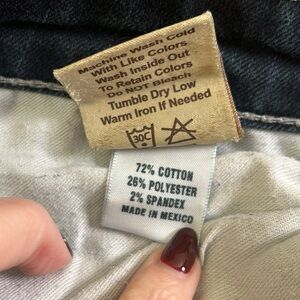 Machine Wash Cold
With Like Colors
Wash Inside Out
To Retain Colors
Do NOT Bleach
Tumble Dry Low
Warm Iron If Needed
30C
72% COTTON
26% POLYESTER
2% SPANDEX
MADE IN MEXICO